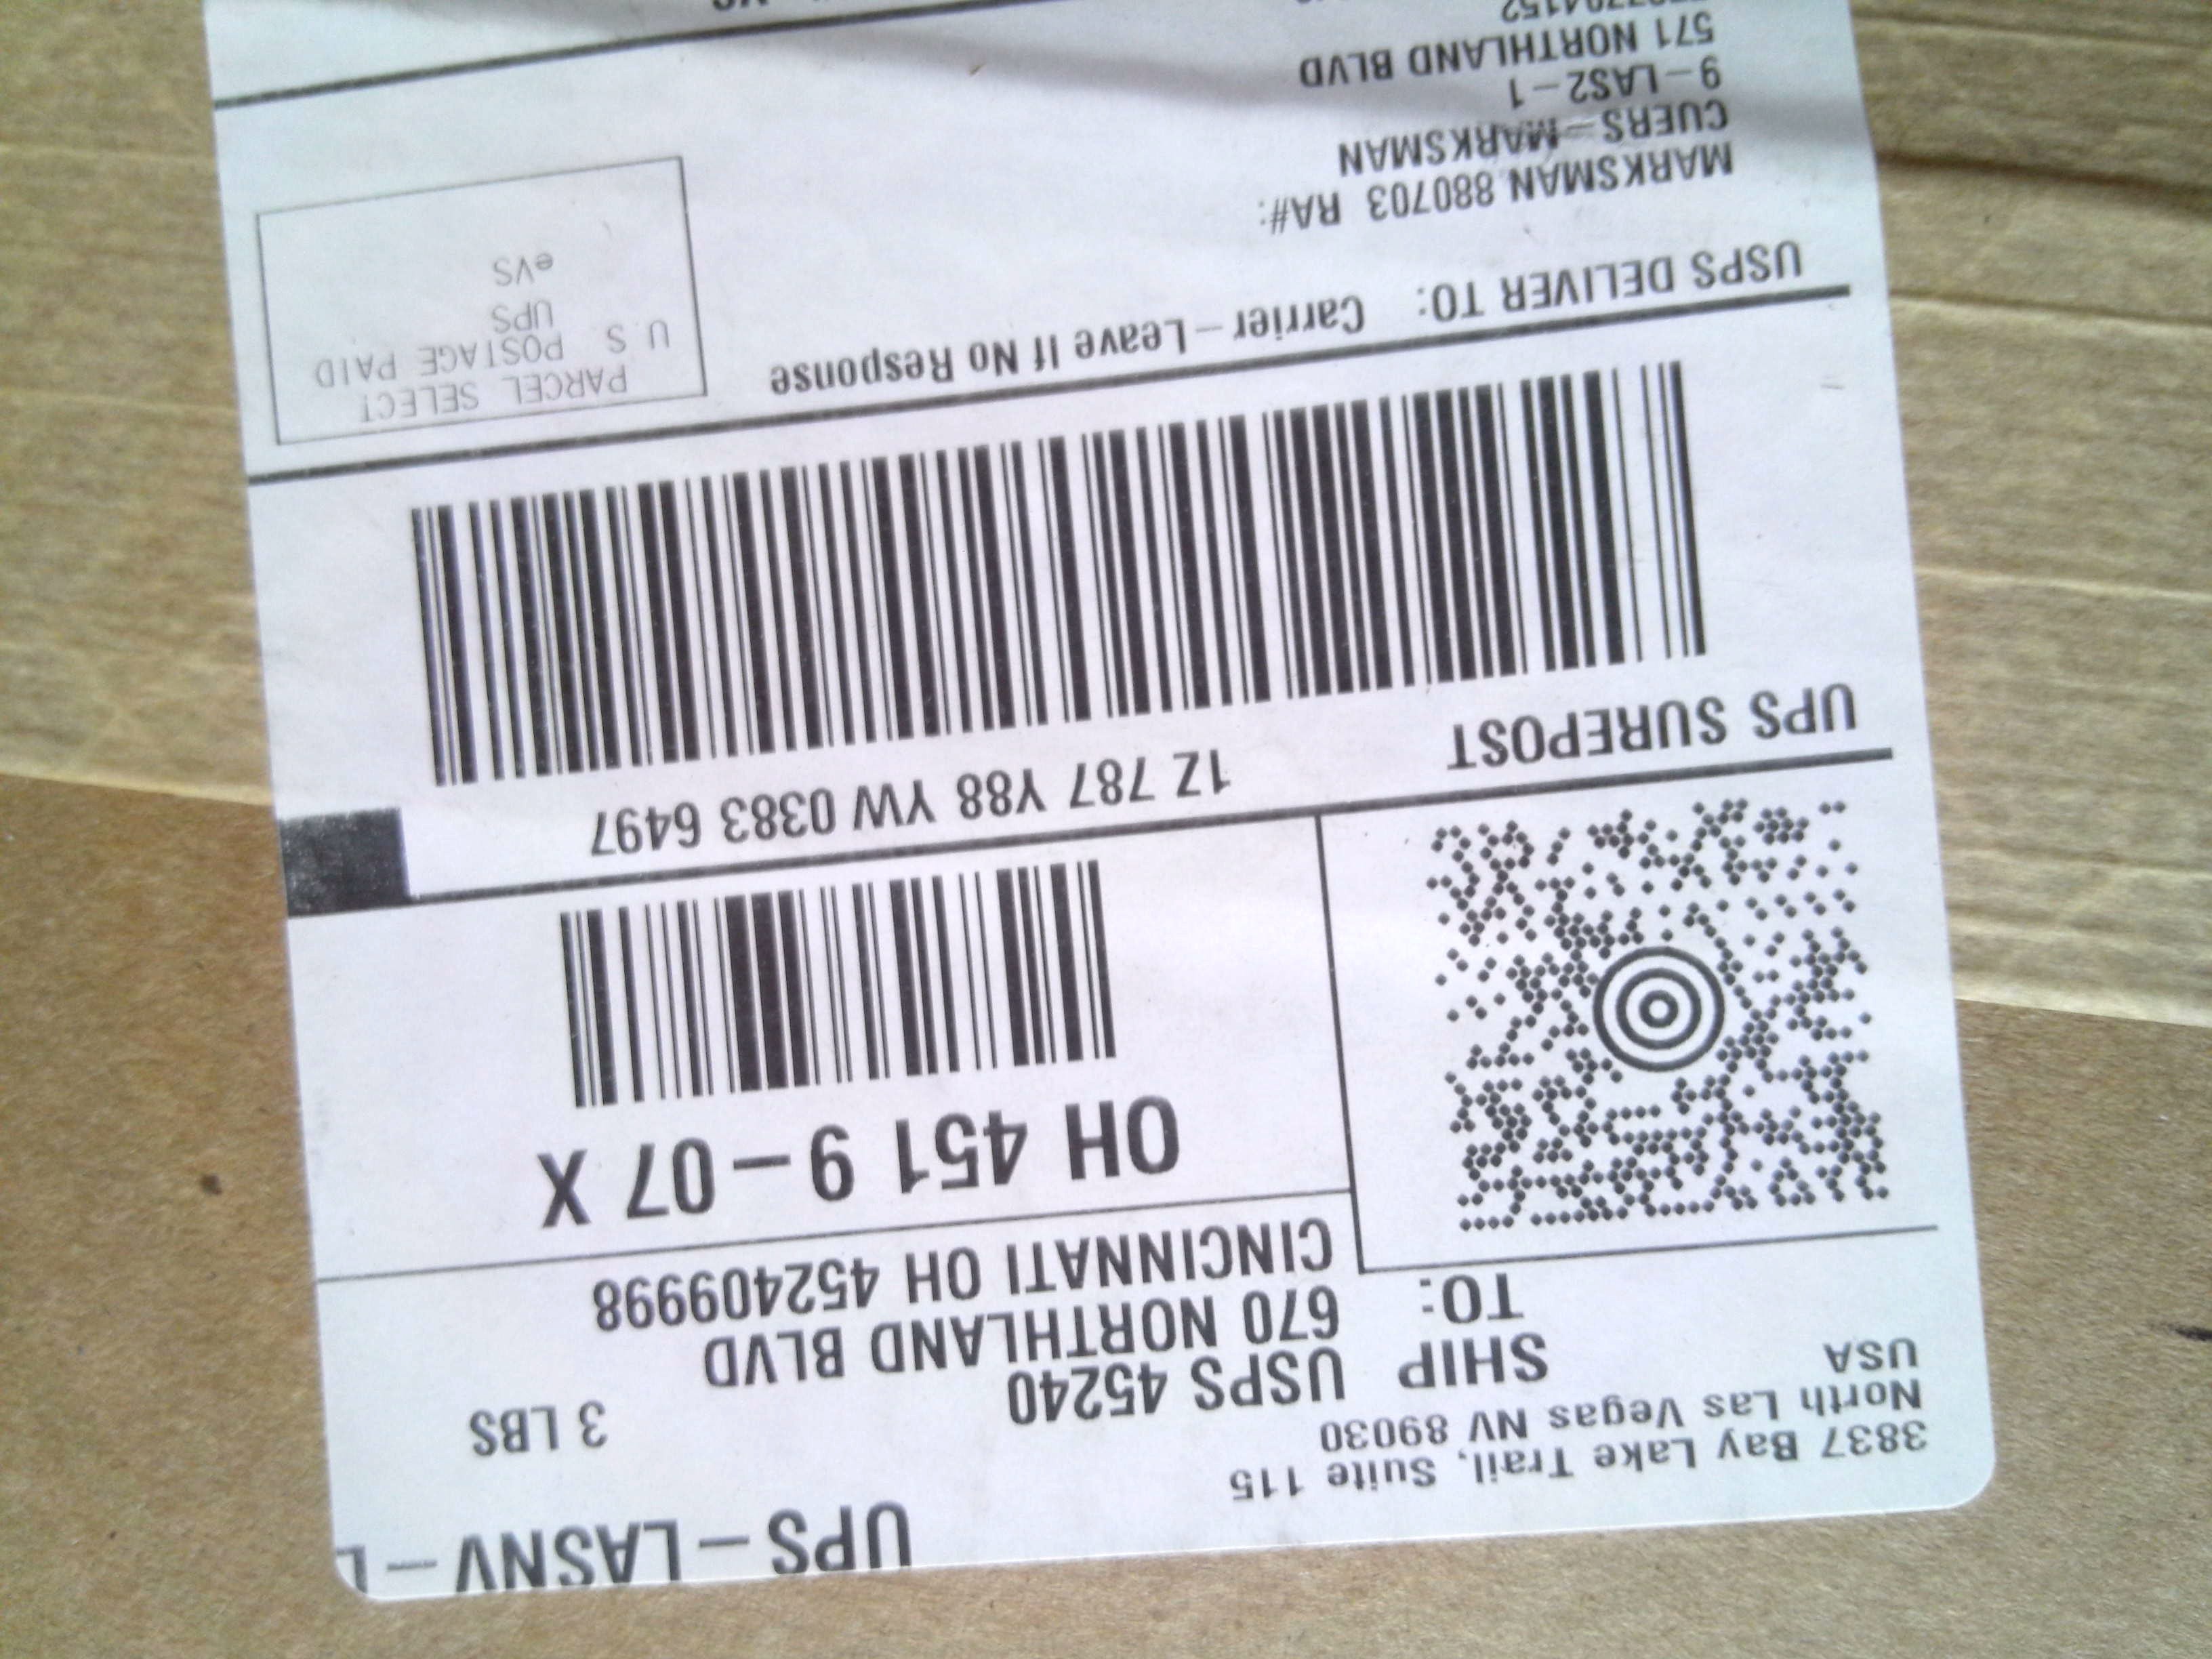 UPS-LASNV-L
3837 Bay Lake Trail, Suite 115
North Las Vegas NV 89030
USA
3 LBS
SHIP
TO:
USPS 45240
670 NORTHLAND BLVD
CINCINNATI OH 452409998
OH 451 9-07 X
UPS SUREPOST
1Z 787 Y88 YW 0383 6497
USPS DELIVER TO: Carrier-Leave If No Response
PARCEL SELECT
U S POSTAGE PAID
UPS
eVS
MARKSMAN 880703 RA#:
CUERS-MARKSMAN
9-LAS2-1
571 NORTHLAND BLVD